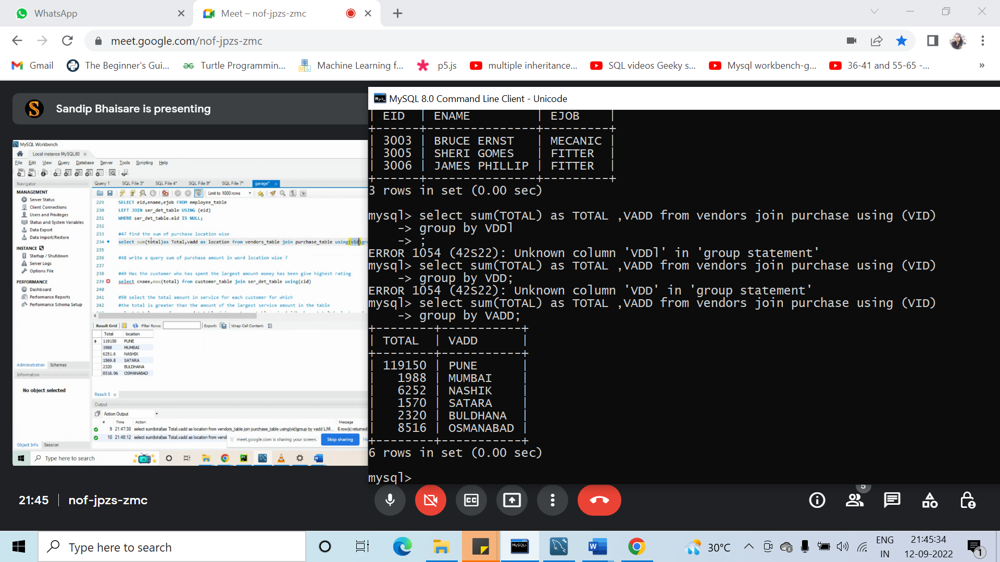 WhatsApp
Meet – nof-jpzs-zmc
meet.google.com/nof-jpzs-zmc
Gmail
The Beginner's Gui...
Turtle Programmin...
Machine Learning f...
p5.js
multiple inheritance...
SQL videos Geeky s...
Mysql workbench-g...
36-41 and 55-65 -...
»
Sandip Bhaisare is presenting
MySQL Workbench
Local instance MySQL80
File Edit View Query Database Server Tools Scripting Help
Navigator
MANAGEMENT
Server Status
Client Connections
Users and Privileges
Status and System Variables
Data Export
Data Import/Restore
INSTANCE
Startup / Shutdown
Server Logs
Options File
PERFORMANCE
Dashboard
Performance Reports
Performance Schema Setup
Administration Schemas
Information
No object selected
Object Info Session
Query 1 SQL File 3* SQL File 4* SQL File 9* SQL File 7* garage*
Limit to 1000 rows
229 SELECT eid,ename,ejob FROM employee_table
230 LEFT JOIN ser_det_table USING (eid)
231 WHERE ser_det_table.eid IS NULL;
232
233 #47 find the sum of purchase location wise
234 select sum(total)as Total,vadd as location from vendors_table join purchase_table using(vid)gr
235
236 #48 write a query sum of purchase amount in word location wise ?
237
238 #49 Has the customer who has spent the largest amount money has been give highest rating
239 select cname,max(total) from customer_table join ser_det_table using(cid)
240
241 #50 select the total amount in service for each customer for which
242 #the total is greater than the amount of the largest service amount in the table
Result Grid Filter Rows: Export: Wrap Cell Content:
Total location
119150 PUNE
1988 MUMBAI
6251.6 NASHIK
1569.8 SATARA
2320 BULDHANA
8516.96 OSMANABAD
Result 5
Output
Action Output
# Time Action Message
9 21:47:38 select sum(total)as Total,vadd as location from vendors_table join purchase_table using(vid)group by vadd LIM... 6 row(s) returned
10 21:48:12 select sum(total)as Total,vadd as location from vend
meet.google.com is sharing your screen. Stop sharing Hi
Type here to search
MySQL 8.0 Command Line Client - Unicode
| EID | ENAME | EJOB |
| 3003 | BRUCE ERNST | MECANIC |
| 3005 | SHERI GOMES | FITTER |
| 3006 | JAMES PHILLIP | FITTER |
3 rows in set (0.00 sec)
mysql> select sum(TOTAL) as TOTAL ,VADD from vendors join purchase using (VID)
-> group by VDDl
-> ;
ERROR 1054 (42S22): Unknown column 'VDDl' in 'group statement'
mysql> select sum(TOTAL) as TOTAL ,VADD from vendors join purchase using (VID)
-> group by VDD;
ERROR 1054 (42S22): Unknown column 'VDD' in 'group statement'
mysql> select sum(TOTAL) as TOTAL ,VADD from vendors join purchase using (VID)
-> group by VADD;
| TOTAL | VADD |
| 119150 | PUNE |
| 1988 | MUMBAI |
| 6252 | NASHIK |
| 1570 | SATARA |
| 2320 | BULDHANA |
| 8516 | OSMANABAD |
6 rows in set (0.00 sec)
mysql>
21:45 | nof-jpzs-zmc
CC
5
Type here to search
MySQL>
30°C
ENG
IN
21:45:34
12-09-2022
1